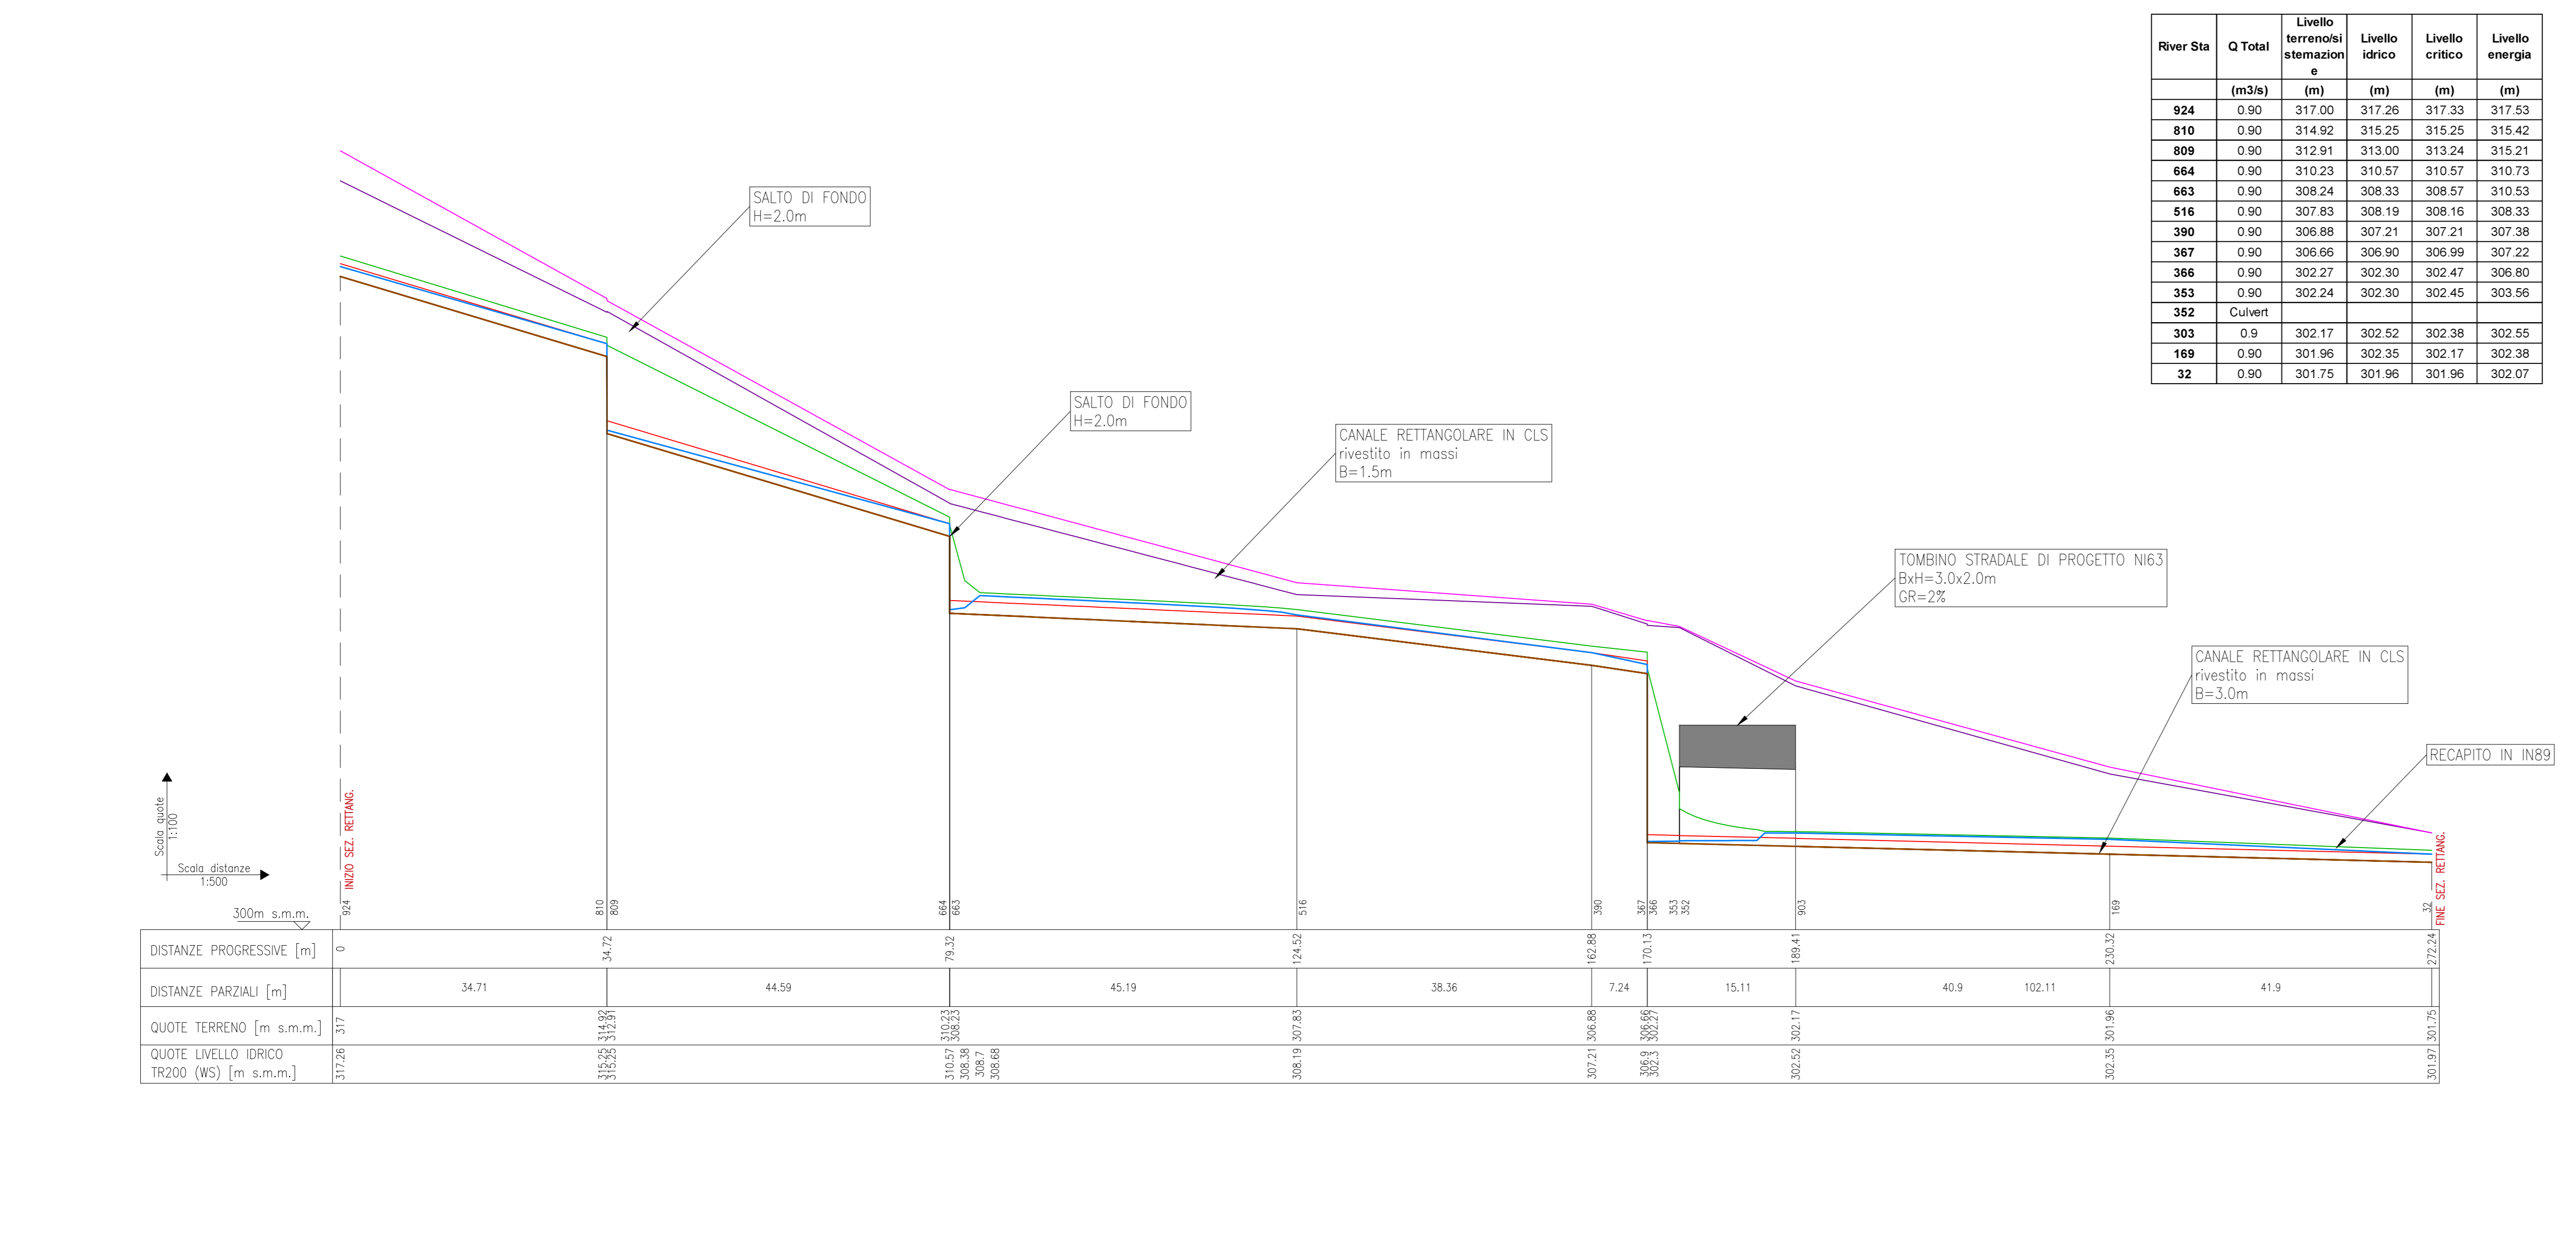 River Sta Q Total Livello terreno/si stemazion e Livello idrico Livello critico Livello energia
(m3/s) (m) (m) (m) (m)
924 0.90 317.00 317.26 317.33 317.53
810 0.90 314.92 315.25 315.25 315.42
809 0.90 312.91 313.00 313.24 315.21
664 0.90 310.23 310.57 310.57 310.73
663 0.90 308.24 308.33 308.57 310.53
516 0.90 307.83 308.19 308.16 308.33
390 0.90 306.88 307.21 307.21 307.38
367 0.90 306.66 306.90 306.99 307.22
366 0.90 302.27 302.30 302.47 306.80
353 0.90 302.24 302.30 302.45 303.56
352 Culvert
303 0.9 302.17 302.52 302.38 302.55
169 0.90 301.96 302.35 302.17 302.38
32 0.90 301.75 301.96 301.96 302.07
SALTO DI FONDO
H=2.0m
SALTO DI FONDO
H=2.0m
CANALE RETTANGOLARE IN CLS
rivestito in massi
B=1.5m
TOMBINO STRADALE DI PROGETTO NI63
BxH=3.0x2.0m
GR=2%
CANALE RETTANGOLARE IN CLS
rivestito in massi
B=3.0m
RECAPITO IN IN89
Scala quote
1:100
Scala distanze
1:500
INIZIO SEZ. RETTANG.
FINE SEZ. RETTANG.
300m s.m.m.
924 810 809 664 663 516 390 367 366 353 352 903 169 32
DISTANZE PROGRESSIVE [m] 0 34.72 79.32 124.52 162.88 170.13 189.41 230.32 272.24
DISTANZE PARZIALI [m] 34.71 44.59 45.19 38.36 7.24 15.11 40.9 102.11 41.9
QUOTE TERRENO [m s.m.m.] 317 314.92 312.91 310.23 308.23 307.83 306.88 306.66 302.27 302.17 301.96 301.75
QUOTE LIVELLO IDRICO
TR200 (WS) [m s.m.m.] 317.26 315.25 315.25 310.57 308.38 308.7 308.68 308.19 307.21 306.9 302.3 302.52 302.35 301.97